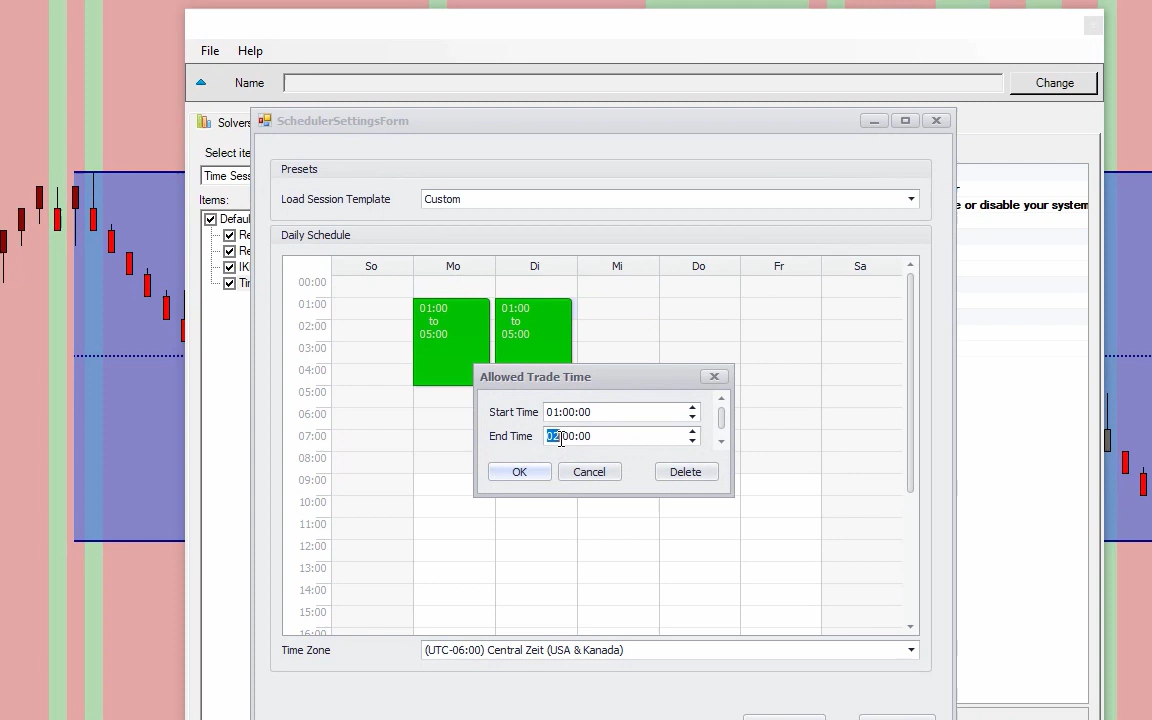 File Help
Name
Change
Solvers
SchedulerSettingsForm
Select ite
Presets
Time Sess
Load Session Template Custom
Items:
e or disable your system
Defaul
Daily Schedule
Re
Re
IK
Tir
So Mo Di Mi Do Fr Sa
00:00
01:00
02:00
03:00
04:00
05:00
06:00
07:00
08:00
09:00
10:00
11:00
12:00
13:00
14:00
15:00
16:00
01:00
to
05:00
01:00
to
05:00
Allowed Trade Time
Start Time 01:00:00
End Time 02:00:00
OK Cancel Delete
Time Zone (UTC-06:00) Central Zeit (USA & Kanada)